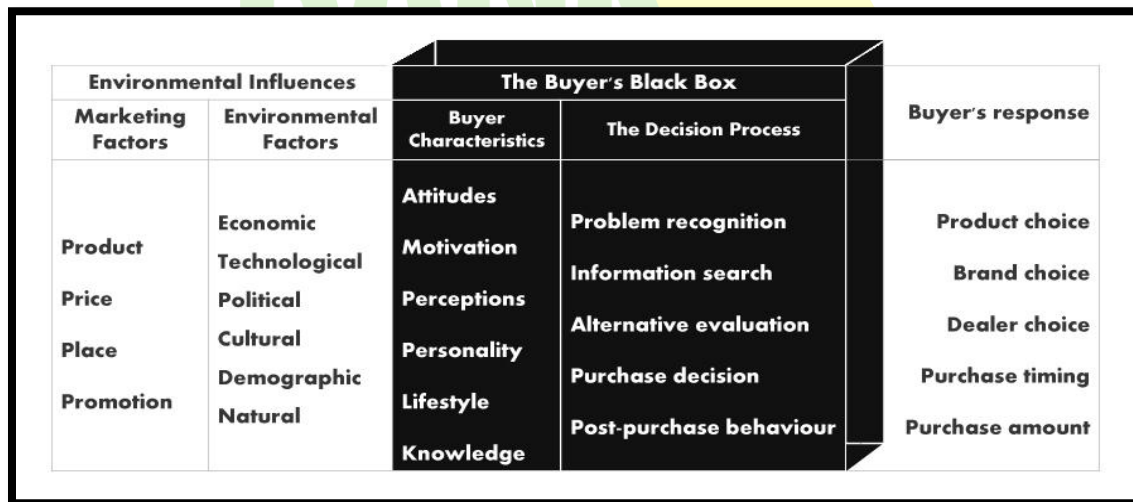 Environmental Influences
The Buyer's Black Box
Buyer's response
Marketing
Factors
Environmental
Factors
Buyer
Characteristics
The Decision Process
Product
Price
Place
Promotion
Economic
Technological
Political
Cultural
Demographic
Natural
Attitudes
Motivation
Perceptions
Personality
Lifestyle
Knowledge
Problem recognition
Information search
Alternative evaluation
Purchase decision
Post-purchase behaviour
Product choice
Brand choice
Dealer choice
Purchase timing
Purchase amount